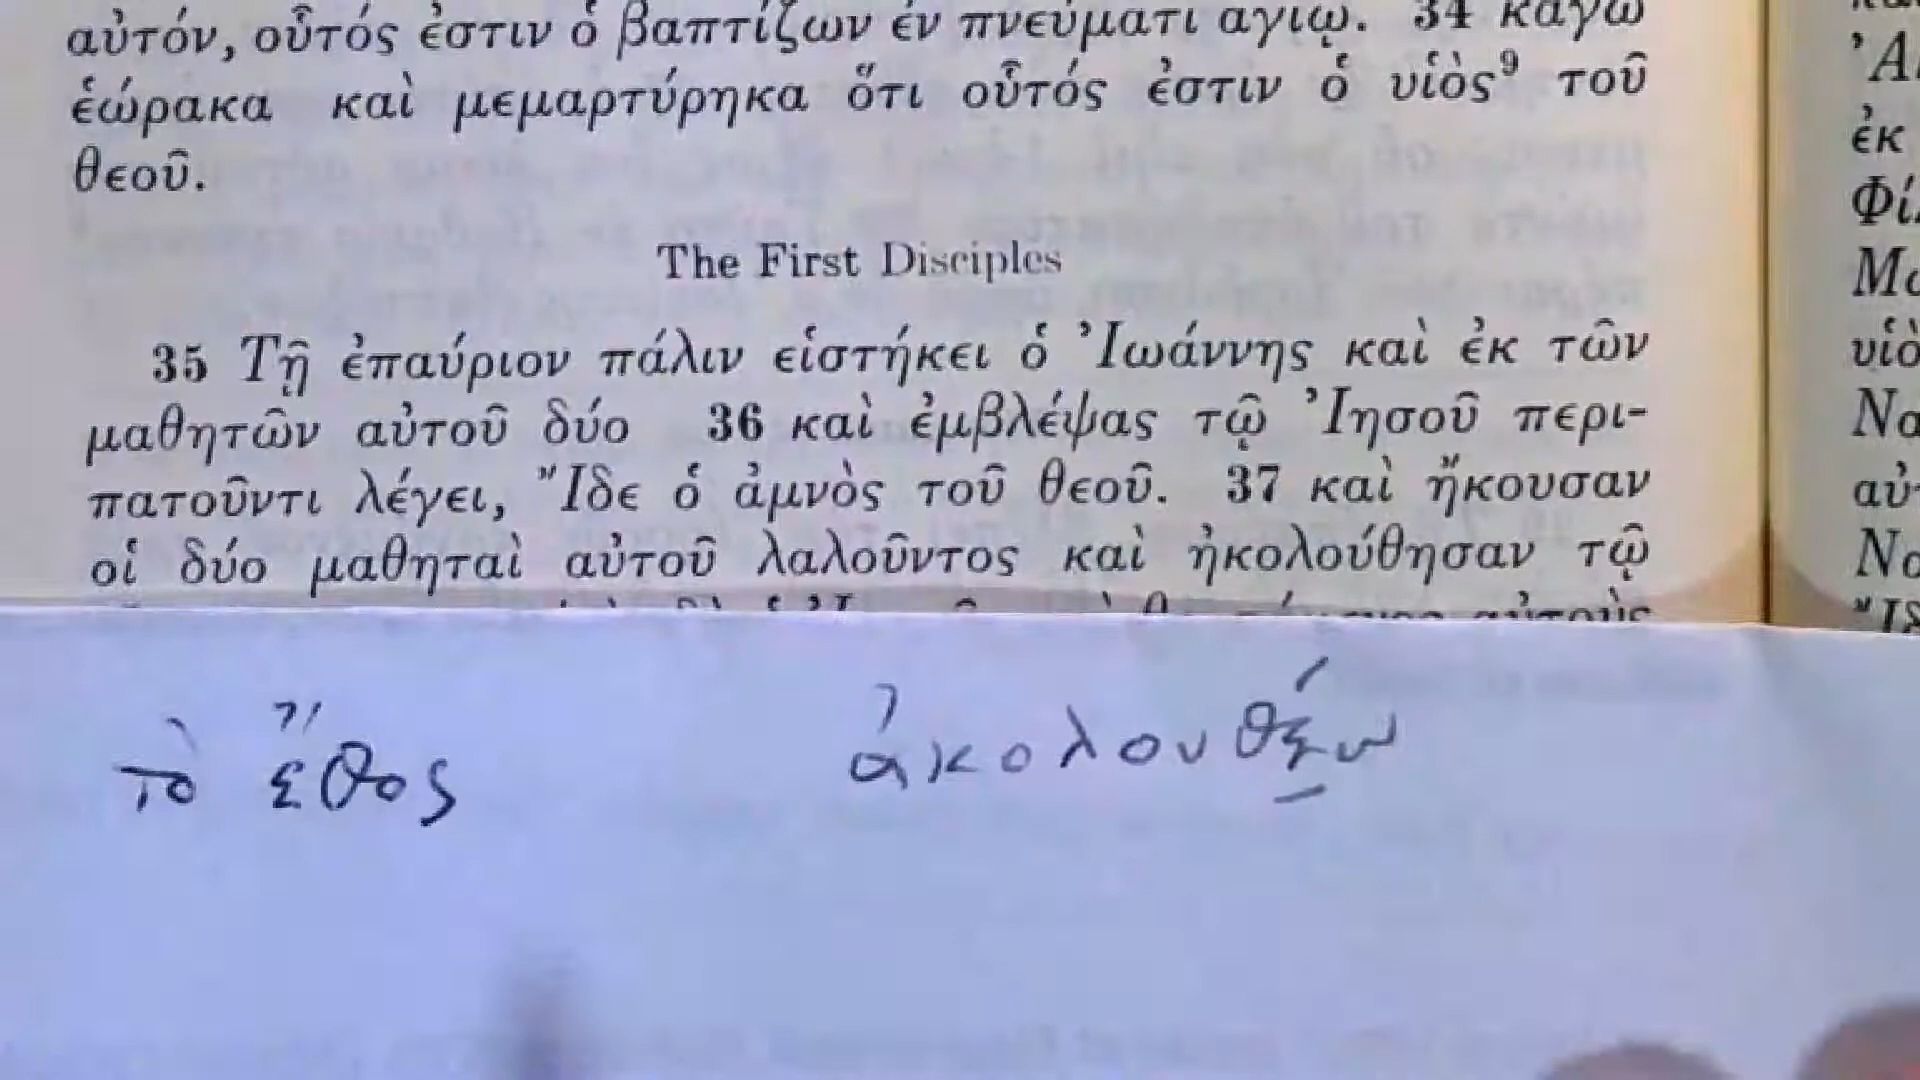 αὐτόν, οὗτός ἐστιν ὁ βαπτίζων ἐν πνεύματι ἁγίῳ. 34 κἀγὼ
ἑώρακα καὶ μεμαρτύρηκα ὅτι οὗτός ἐστιν ὁ υἱὸς⁹ τοῦ
θεοῦ.
The First Disciples
35 Τῇ ἐπαύριον πάλιν εἱστήκει ὁ Ἰωάννης καὶ ἐκ τῶν
μαθητῶν αὐτοῦ δύο 36 καὶ ἐμβλέψας τῷ Ἰησοῦ περι-
πατοῦντι λέγει, Ἴδε ὁ ἀμνὸς τοῦ θεοῦ. 37 καὶ ἤκουσαν
οἱ δύο μαθηταὶ αὐτοῦ λαλοῦντος καὶ ἠκολούθησαν τῷ
τὸ ἔθος ἀκολουθέω
ἐκ